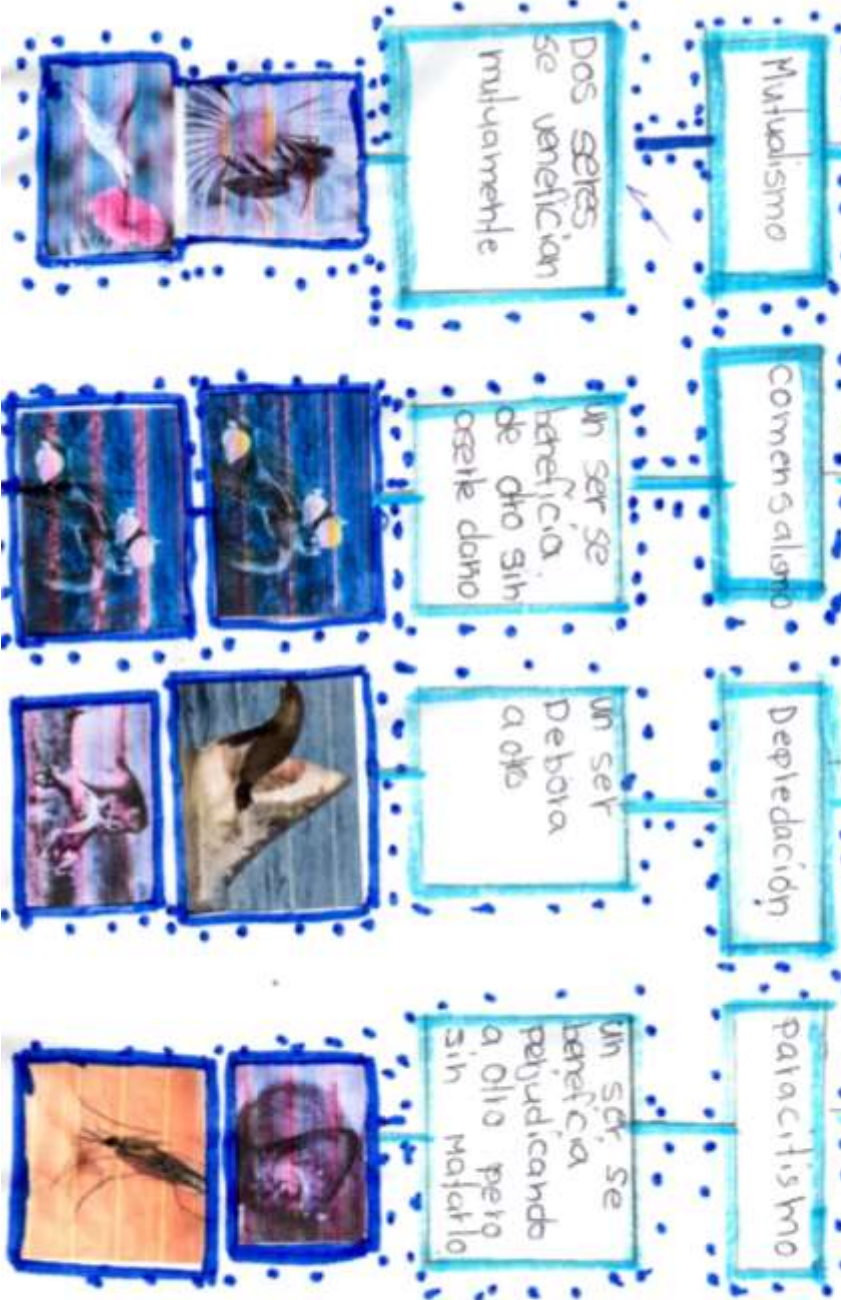 Mutualismo
Dos seres
se venefician
mutuamente
comensalismo
un ser se
beneficia
de otro sin
aserle daño
Depredación
un ser
Debora
a otro
paracitismo
un ser se
beneficia
perjudicando
a otro pero
sin Matarlo